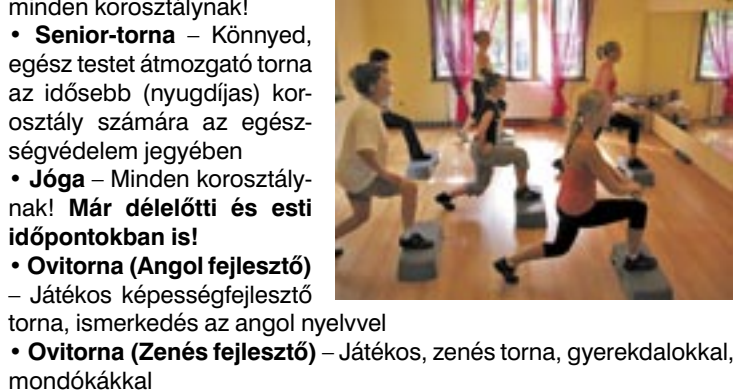 minden korosztálynak!
• Senior-torna – Könnyed,
egész testet átmozgató torna
az idősebb (nyugdíjas) kor-
osztály számára az egész-
ségvédelem jegyében
• Jóga – Minden korosztály-
nak! Már délelőtti és esti
időpontokban is!
• Ovitorna (Angol fejlesztő)
– Játékos képességfejlesztő
torna, ismerkedés az angol nyelvvel
• Ovitorna (Zenés fejlesztő) – Játékos, zenés torna, gyerekdalokkal,
mondókákkal